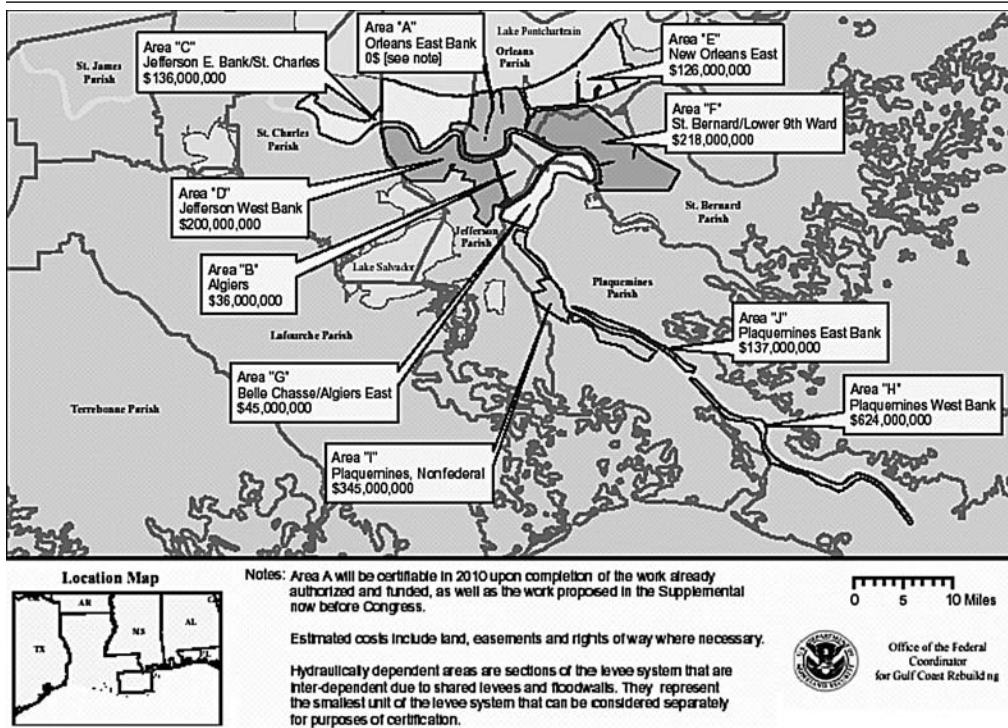 Area "A"
Orleans East Bank
0$ [see note]
Lake Pontchartrain
Orleans
Parish
Area "E"
New Orleans East
$126,000,000
Area "C"
Jefferson E. Bank/St. Charles
$136,000,000
St. James
Parish
St. Charles
Parish
Area "F"
St. Bernard/Lower 9th Ward
$218,000,000
Area "D"
Jefferson West Bank
$200,000,000
St. Bernard
Parish
Jefferson
Parish
Lake Salvador
Area "B"
Algiers
$36,000,000
Plaquemines
Parish
Lafourche Parish
Area "J"
Plaquemines East Bank
$137,000,000
Area "G"
Belle Chasse/Algiers East
$45,000,000
Area "H"
Plaquemines West Bank
$624,000,000
Terrebonne Parish
Area "I"
Plaquemines, Nonfederal
$345,000,000
Location Map
AR
TX
MS
AL
FL
Notes: Area A will be certifiable in 2010 upon completion of the work already
authorized and funded, as well as the work proposed in the Supplemental
now before Congress.
Estimated costs include land, easements and rights of way where necessary.
Hydraulically dependent areas are sections of the levee system that are
inter-dependent due to shared levees and floodwalls. They represent
the smallest unit of the levee system that can be considered separately
for purposes of certification.
0 5 10 Miles
Office of the Federal
Coordinator
for Gulf Coast Rebuilding